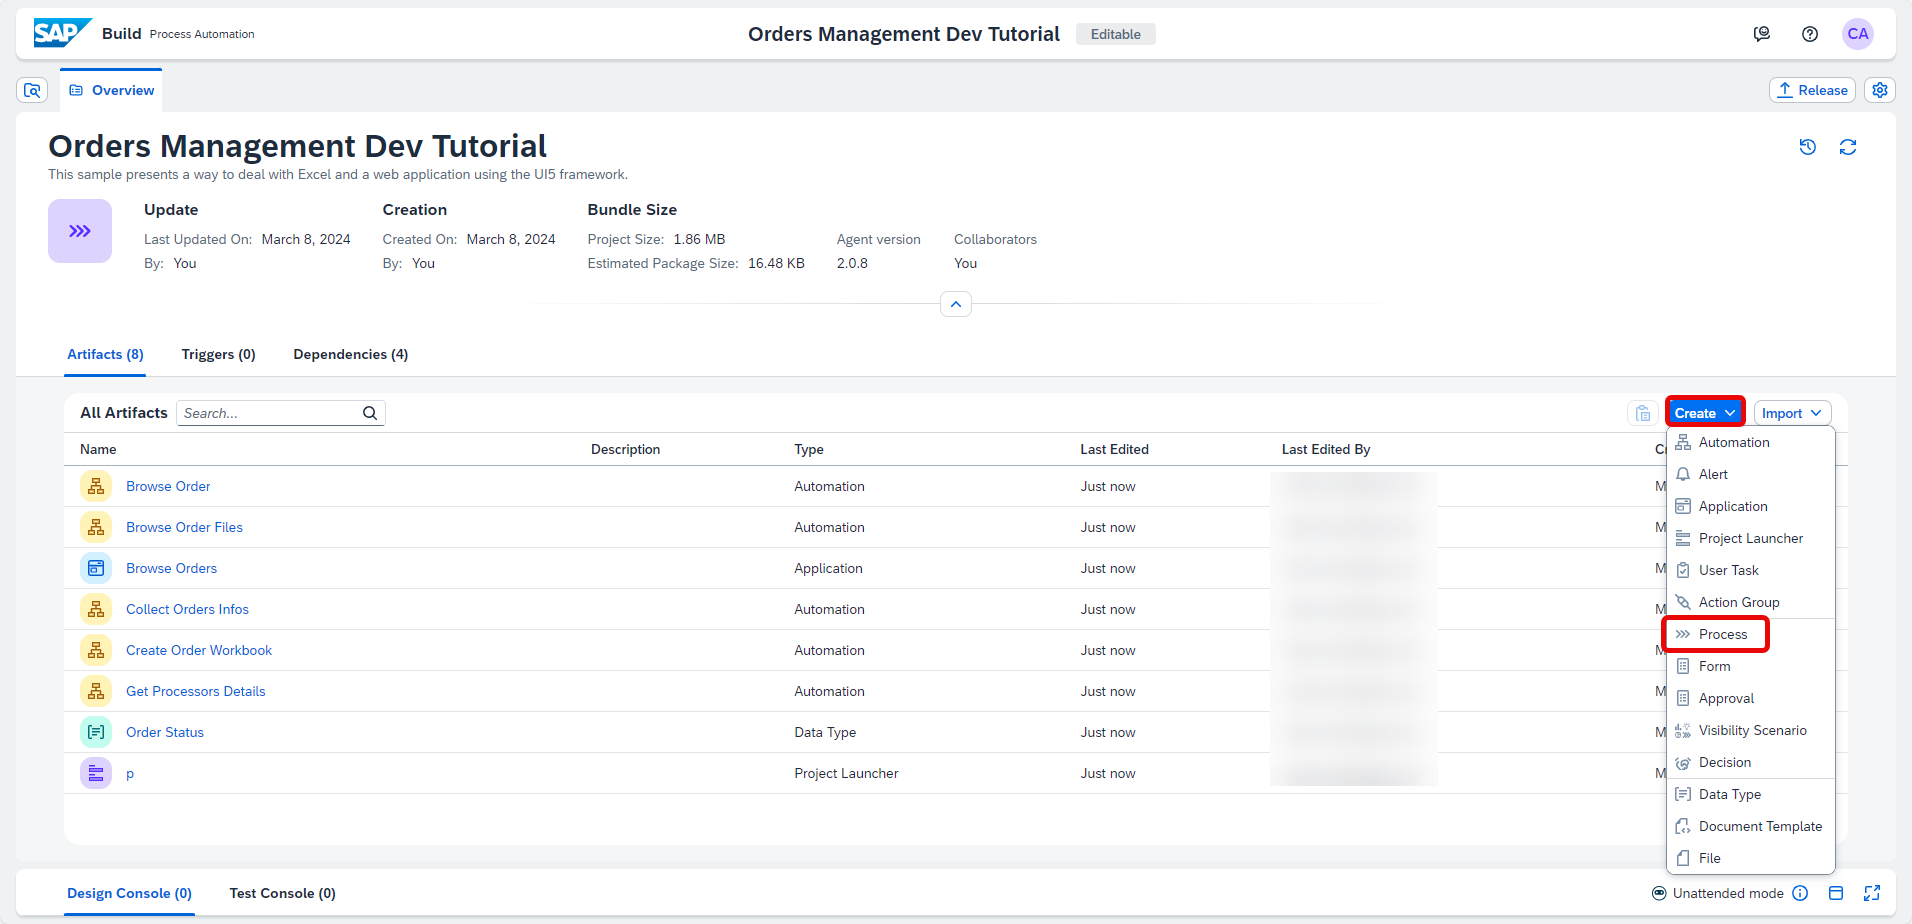 SAP Build Process Automation
Orders Management Dev Tutorial Editable
CA
Overview
Release
Orders Management Dev Tutorial
This sample presents a way to deal with Excel and a web application using the UI5 framework.
Update Creation Bundle Size
Last Updated On: March 8, 2024 Created On: March 8, 2024 Project Size: 1.86 MB Agent version Collaborators
By: You By: You Estimated Package Size: 16.48 KB 2.0.8 You
Artifacts (8) Triggers (0) Dependencies (4)
All Artifacts Search... Create Import
Name Description Type Last Edited Last Edited By
Browse Order Automation Just now M
Browse Order Files Automation Just now M
Browse Orders Application Just now M
Collect Orders Infos Automation Just now M
Create Order Workbook Automation Just now M
Get Processors Details Automation Just now M
Order Status Data Type Just now M
p Project Launcher Just now M
Automation
Alert
Application
Project Launcher
User Task
Action Group
Process
Form
Approval
Visibility Scenario
Decision
Data Type
Document Template
File
Design Console (0) Test Console (0) Unattended mode